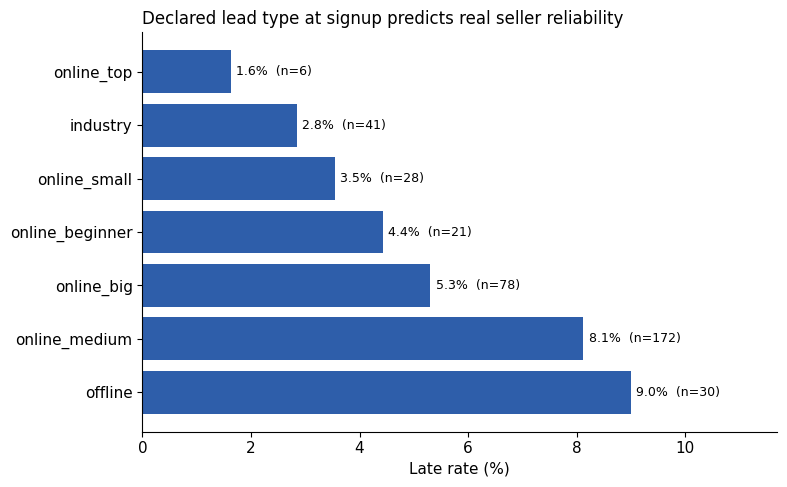 Declared lead type at signup predicts real seller reliability
online_top
1.6%  (n=6)
industry
2.8%  (n=41)
online_small
3.5%  (n=28)
online_beginner
4.4%  (n=21)
online_big
5.3%  (n=78)
online_medium
8.1%  (n=172)
offline
9.0%  (n=30)
0 2 4 6 8 10
Late rate (%)